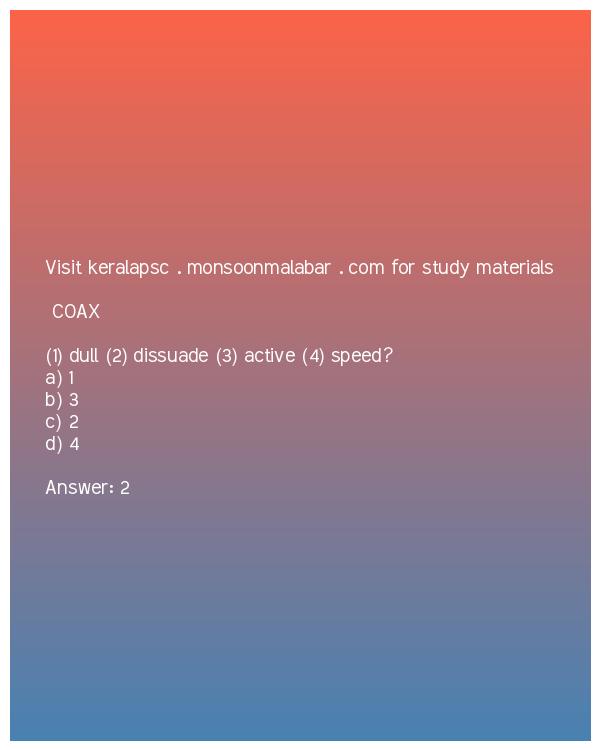 Visit keralapsc . monsoonmalabar . com for study materials
COAX
(1) dull (2) dissuade (3) active (4) speed?
a) 1
b) 3
c) 2
d) 4
Answer: 2